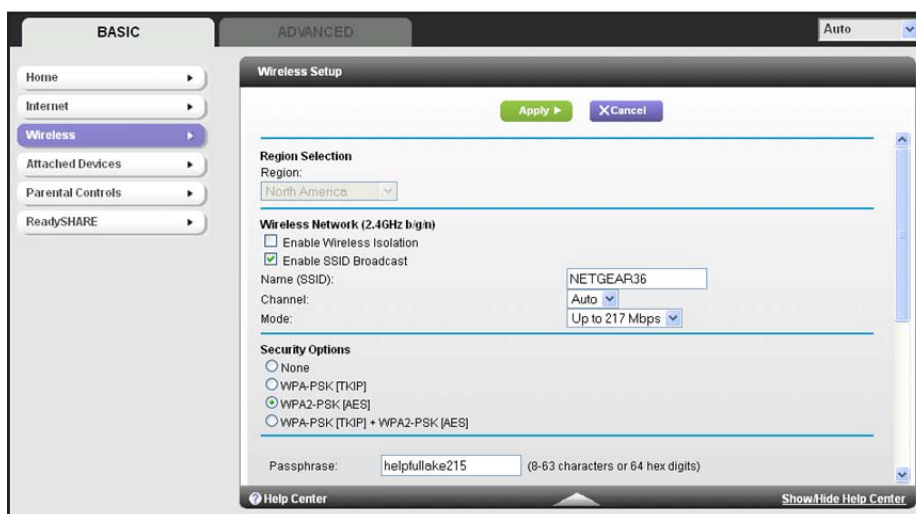 BASIC
ADVANCED
Auto
Home
Internet
Wireless
Attached Devices
Parental Controls
ReadySHARE
Wireless Setup
Apply
XCancel
Region Selection
Region:
North America
Wireless Network (2.4GHz b/g/n)
Enable Wireless Isolation
Enable SSID Broadcast
Name (SSID): NETGEAR36
Channel: Auto
Mode: Up to 217 Mbps
Security Options
None
WPA-PSK [TKIP]
WPA2-PSK [AES]
WPA-PSK [TKIP] + WPA2-PSK [AES]
Passphrase: helpfullake215 (8-63 characters or 64 hex digits)
Help Center Show/Hide Help Center